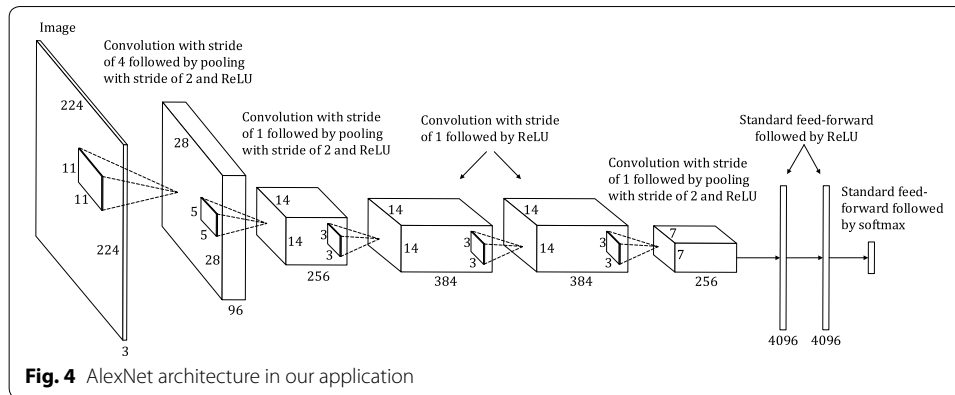 Image
Convolution with stride
of 4 followed by pooling
with stride of 2 and ReLU
224
11
11
224
3
28
5
5
28
96
Convolution with stride
of 1 followed by pooling
with stride of 2 and ReLU
14
14
3
3
256
Convolution with stride
of 1 followed by ReLU
14
14
3
3
384
14
14
3
3
384
Convolution with stride
of 1 followed by pooling
with stride of 2 and ReLU
7
7
256
Standard feed-forward
followed by ReLU
4096
4096
Standard feed-
forward followed
by softmax
Fig. 4 AlexNet architecture in our application